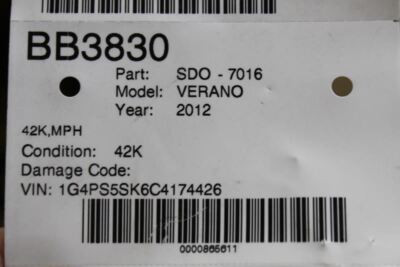 BB3830
Part: SDO - 7016
Model: VERANO
Year: 2012
42K,MPH
Condition: 42K
Damage Code:
VIN: 1G4PS5SK6C4174426
0000865611